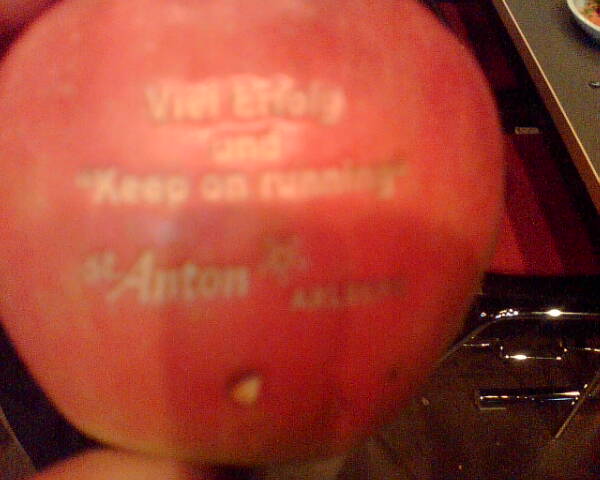 Viel Erfolg
und
"Keep on running"
St. Anton
ARLBERG